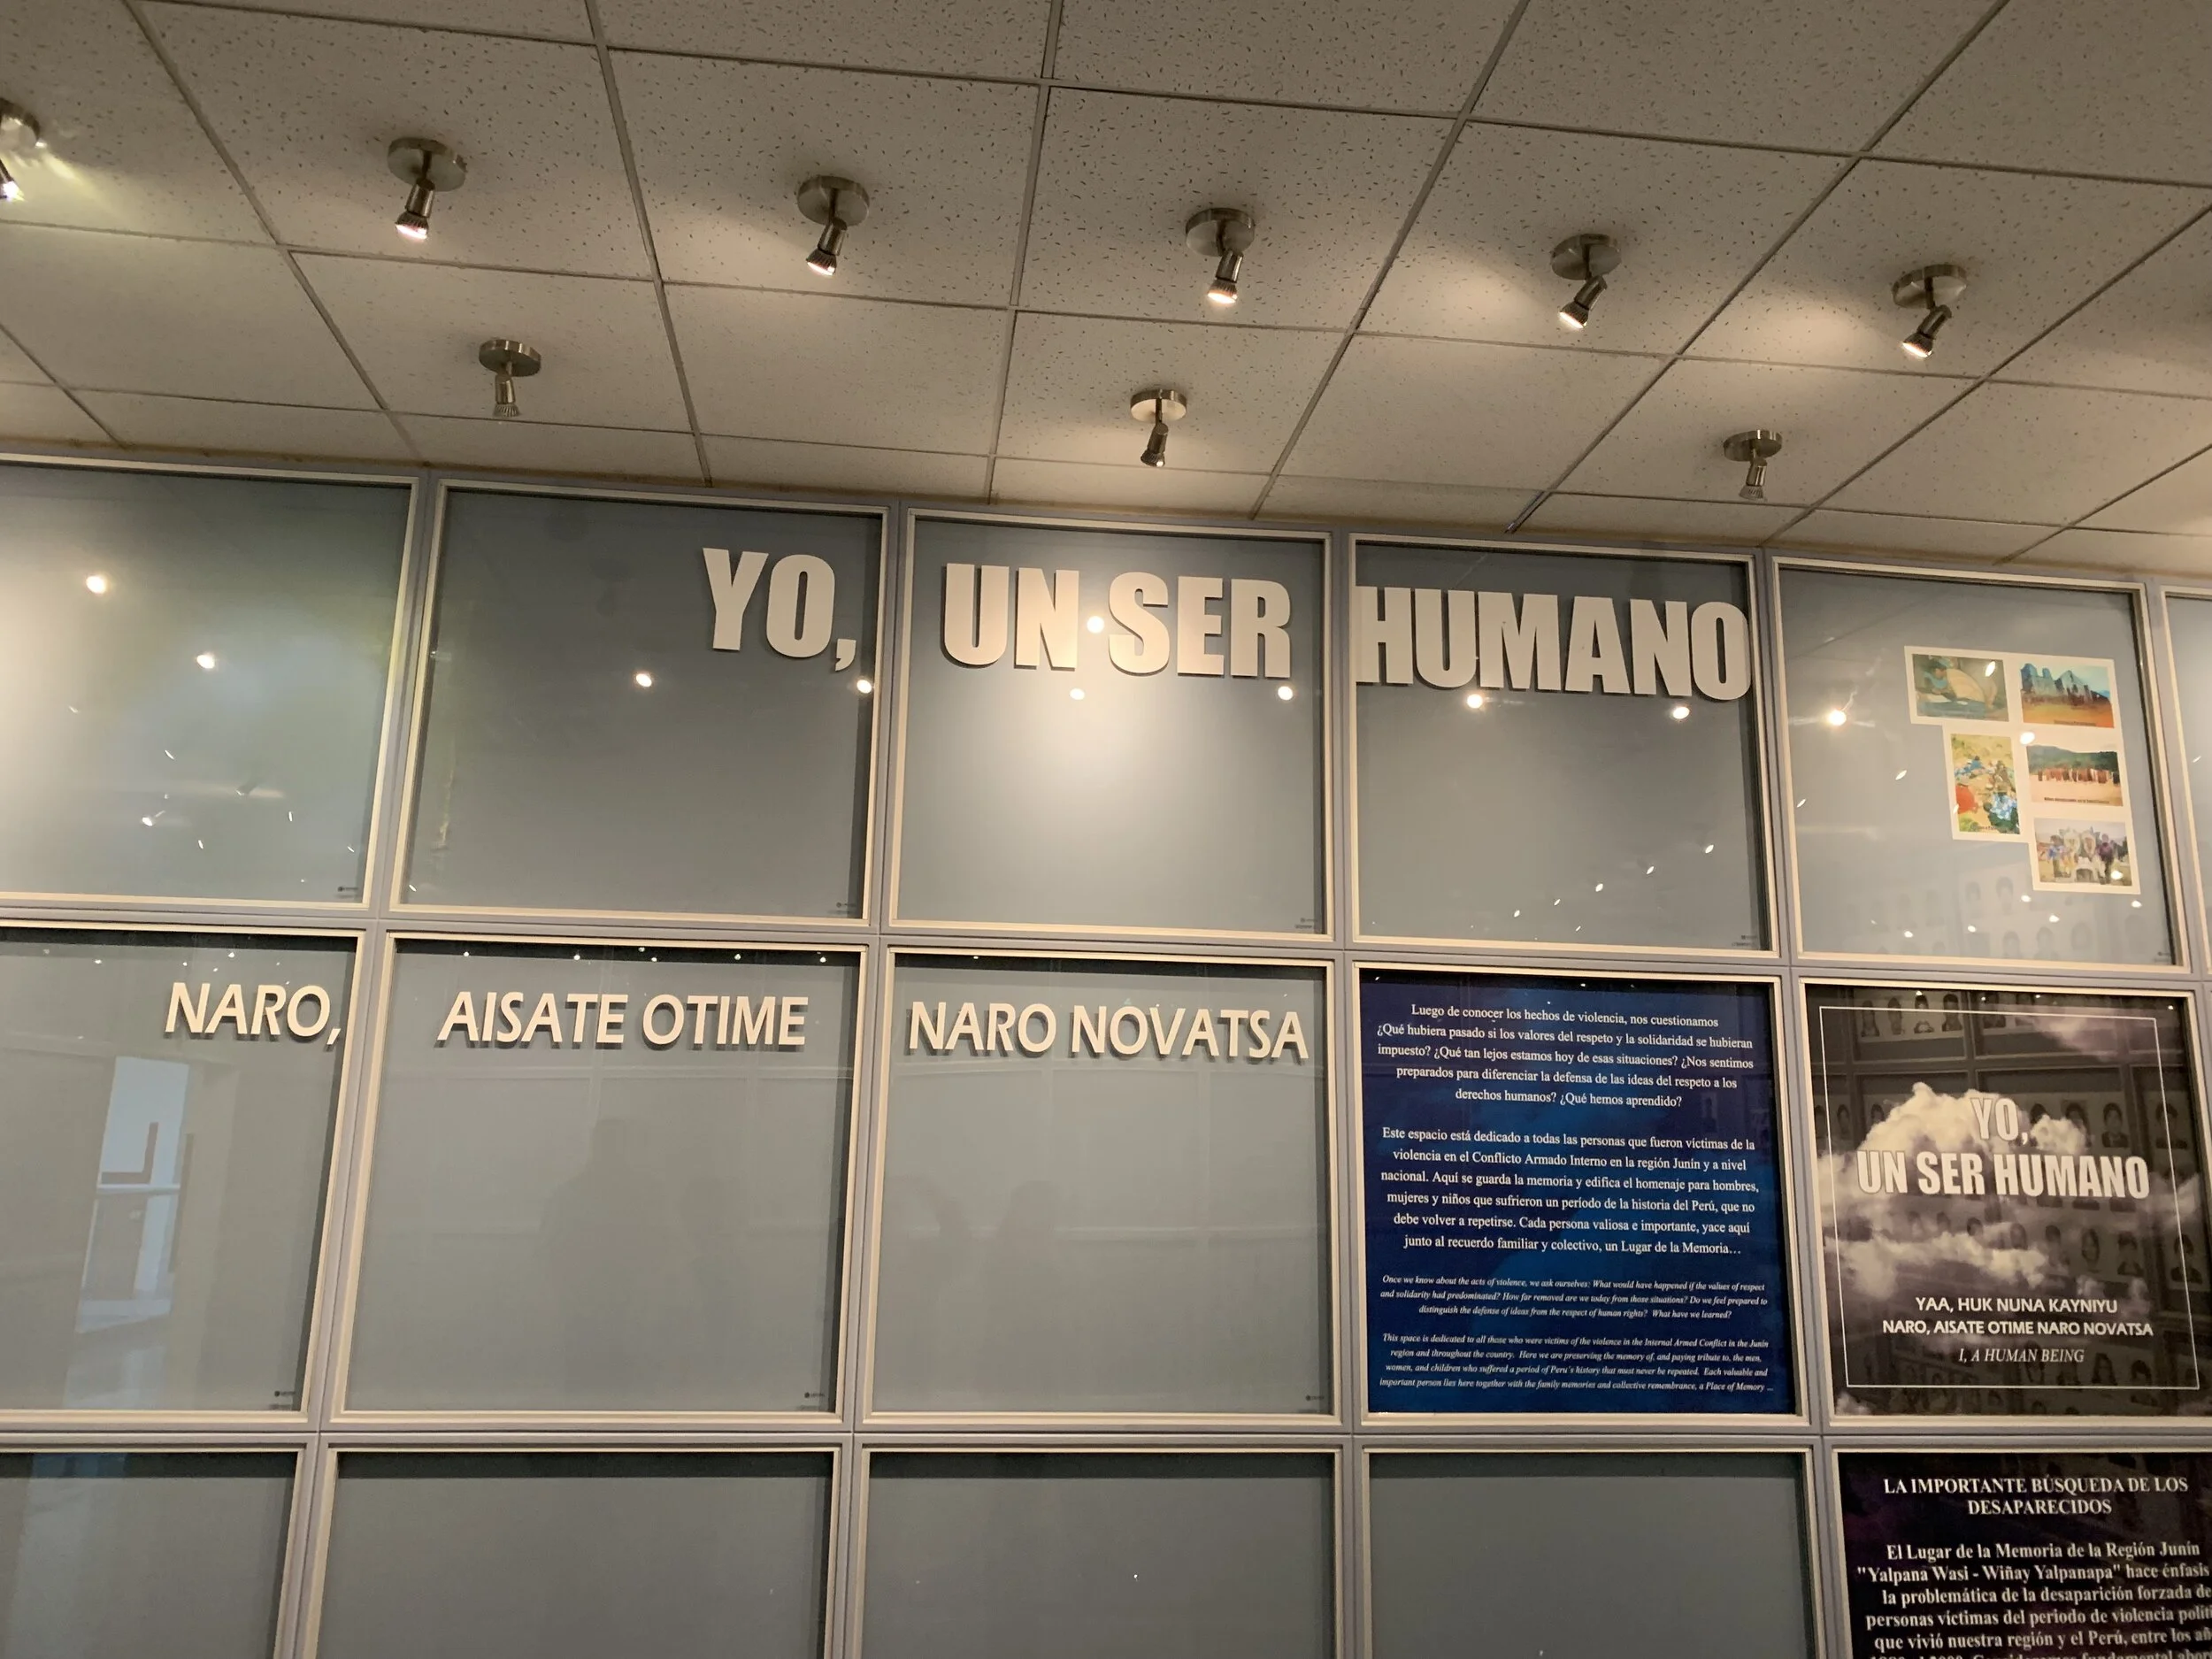 YO, UN SER HUMANO
NARO, AISATE OTIME NARO NOVATSA
Luego de conocer los hechos de violencia, nos cuestionamos
¿Qué hubiera pasado si los valores del respeto y la solidaridad se hubieran
impuesto? ¿Qué tan lejos estamos hoy de esas situaciones? ¿Nos sentimos
preparados para diferenciar la defensa de las ideas del respeto a los
derechos humanos? ¿Qué hemos aprendido?
Este espacio está dedicado a todas las personas que fueron víctimas de la
violencia en el Conflicto Armado Interno en la región Junín y a nivel
nacional. Aquí se guarda la memoria y edifica el homenaje para hombres,
mujeres y niños que sufrieron un período de la historia del Perú, que no
debe volver a repetirse. Cada persona valiosa e importante, yace aquí
junto al recuerdo familiar y colectivo, un Lugar de la Memoria...
Once we know about the acts of violence, we ask ourselves: What would have happened if the values of respect
and solidarity had predominated? How far removed are we today from those situations? Do we feel prepared to
distinguish the defense of ideas from the respect of human rights? What have we learned?
This space is dedicated to all those who were victims of the violence in the Internal Armed Conflict in the Junín
region and throughout the country. Here we are preserving the memory of, and paying tribute to, the men,
women, and children who suffered a period of Peru's history that must never be repeated. Each valuable and
important person lies here together with the family memories and collective remembrance, a Place of Memory ...
YO,
UN SER HUMANO
YAA, HUK NUNA KAYNIYU
NARO, AISATE OTIME NARO NOVATSA
I, A HUMAN BEING
LA IMPORTANTE BÚSQUEDA DE LOS
DESAPARECIDOS
El Lugar de la Memoria de la Región Junín
"Yalpana Wasi - Wiñay Yalpanapa" hace énfasis
la problemática de la desaparición forzada de
personas víctimas del periodo de violencia
que vivió nuestra región y el Perú, entre los